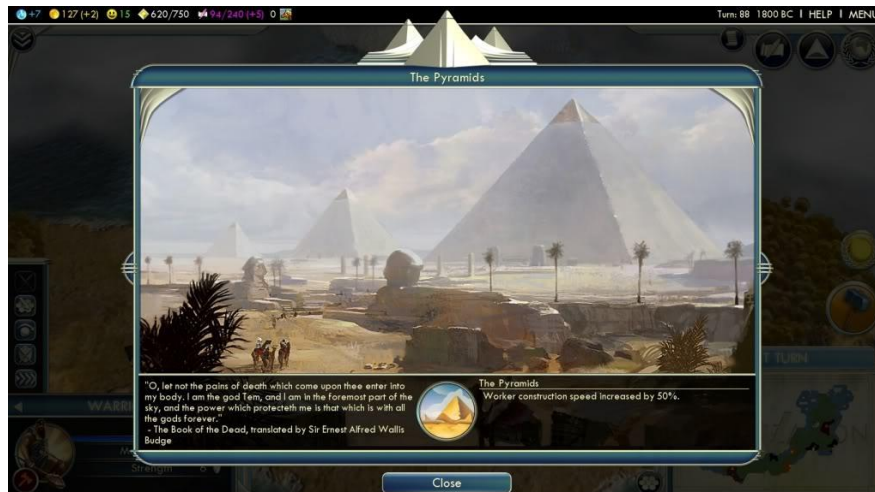 +7 127 (+2) 15 620/750 94/240 (+5) 0
Turn: 88 1800 BC | HELP | MENU
The Pyramids
"O, let not the pains of death which come upon thee enter into
my body. I am the god Tem, and I am in the foremost part of the
sky, and the power which protecteth me is that which is with all
the gods forever."
- The Book of the Dead, translated by Sir Ernest Alfred Wallis
Budge
The Pyramids
Worker construction speed increased by 50%.
T TURN
WARRI
Strength 6
Close